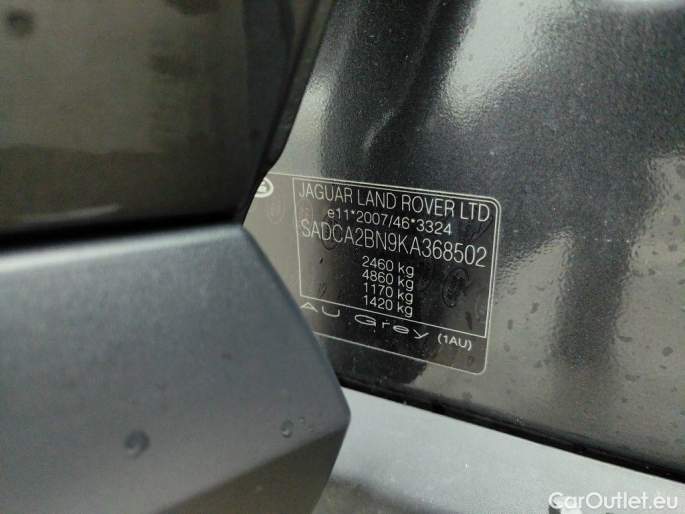 JAGUAR LAND ROVER LTD
e11*2007/46*3324
SADCA2BN9KA368502
2460 kg
4860 kg
1170 kg
1420 kg
AU Grey (1AU)
CarOutlet.eu